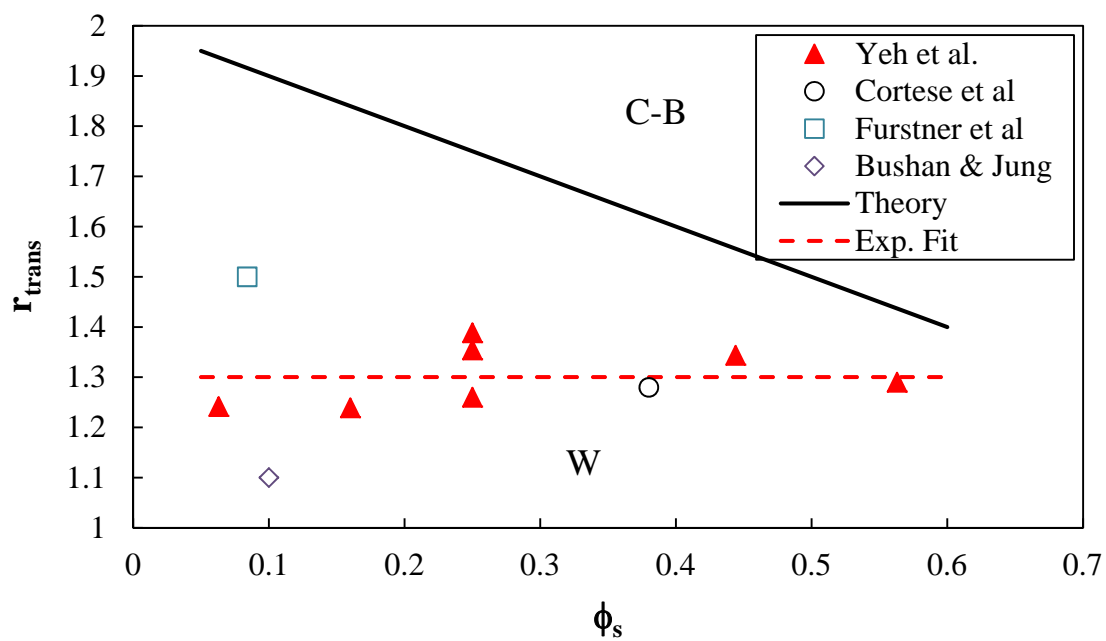 2
1.9
1.8
1.7
1.6
1.5
1.4
1.3
1.2
1.1
1
r_trans
C-B
W
Yeh et al.
Cortese et al
Furstner et al
Bushan & Jung
Theory
Exp. Fit
0 0.1 0.2 0.3 0.4 0.5 0.6 0.7
ϕ_s